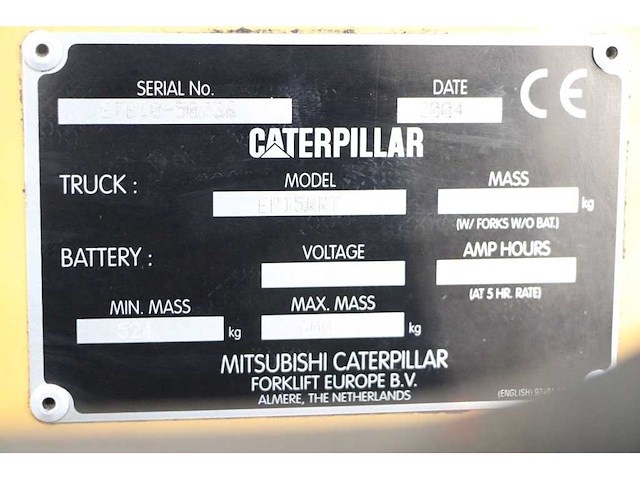 SERIAL No. DATE
2004 CE
CATERPILLAR
TRUCK : MODEL MASS
kg
(W/ FORKS W/O BAT.)
BATTERY : VOLTAGE AMP HOURS
(AT 5 HR. RATE)
MIN. MASS MAX. MASS
kg kg
MITSUBISHI CATERPILLAR
FORKLIFT EUROPE B.V.
ALMERE, THE NETHERLANDS
(ENGLISH)